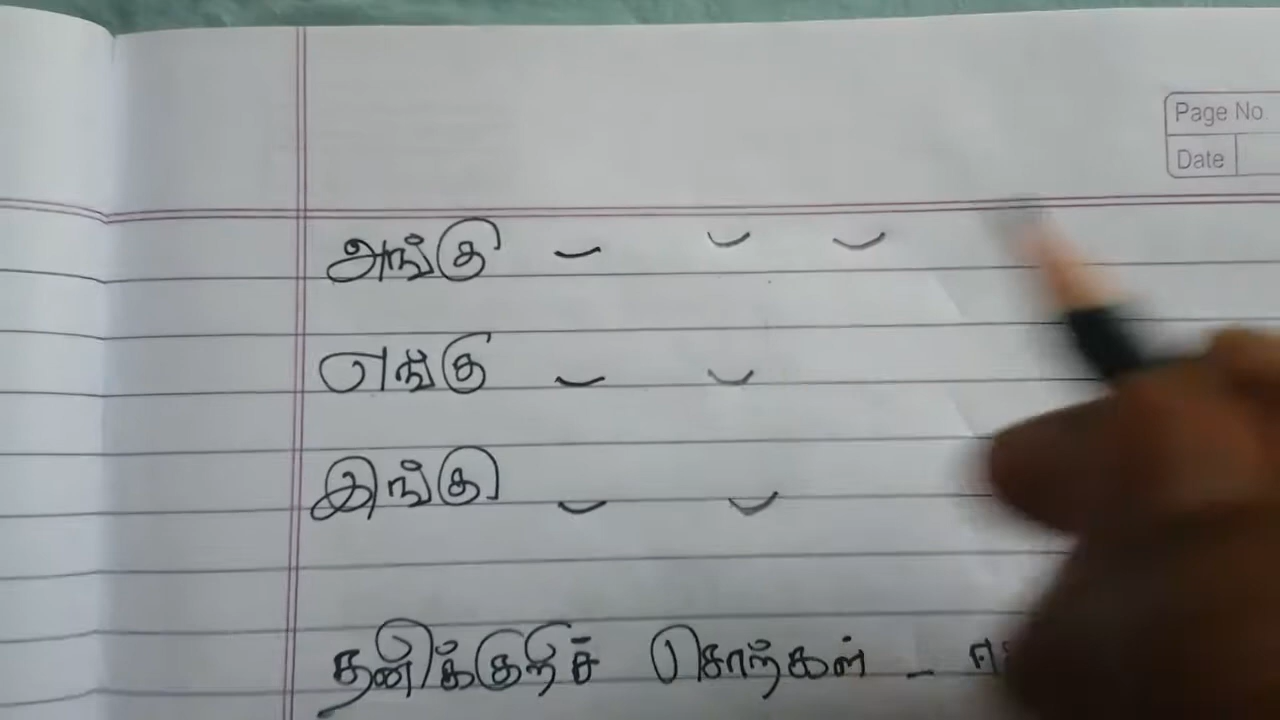 Page No.
Date
அங்கு –
எங்கு –
இங்கு –
தனிக்குறிச் சொற்கள் –